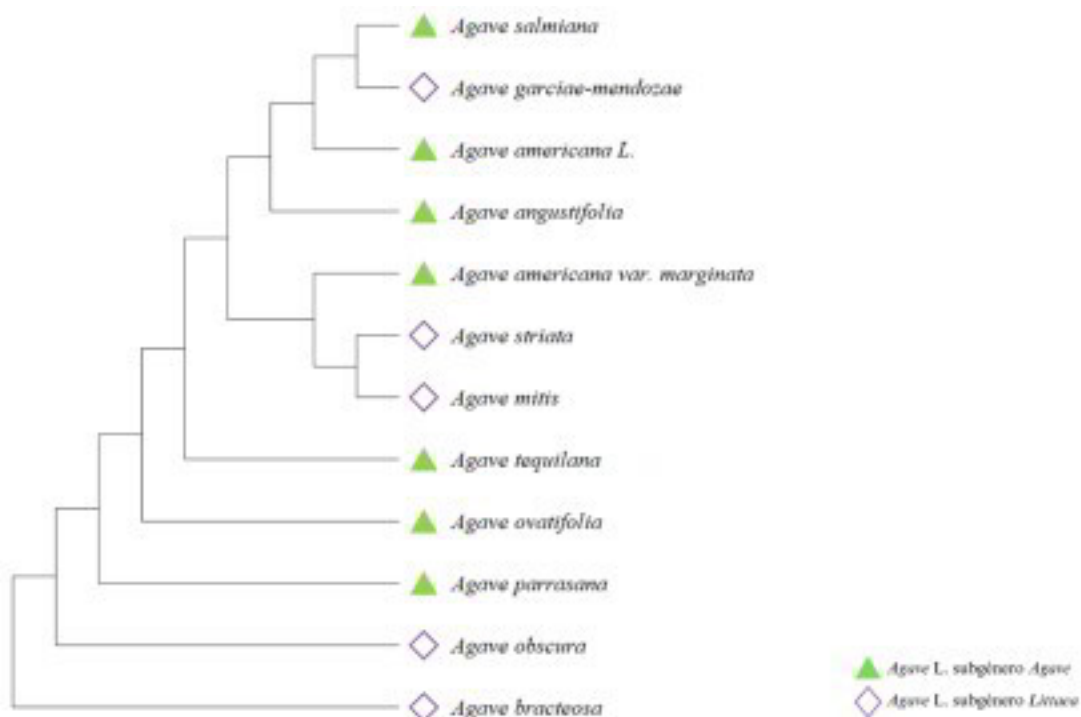 Agave salmiana
Agave garciae-mendozae
Agave americana L.
Agave angustifolia
Agave americana var. marginata
Agave striata
Agave mitis
Agave tequilana
Agave ovatifolia
Agave parrasana
Agave obscura
Agave bracteosa
Agave L. subgénero Agave
Agave L. subgénero Littaea